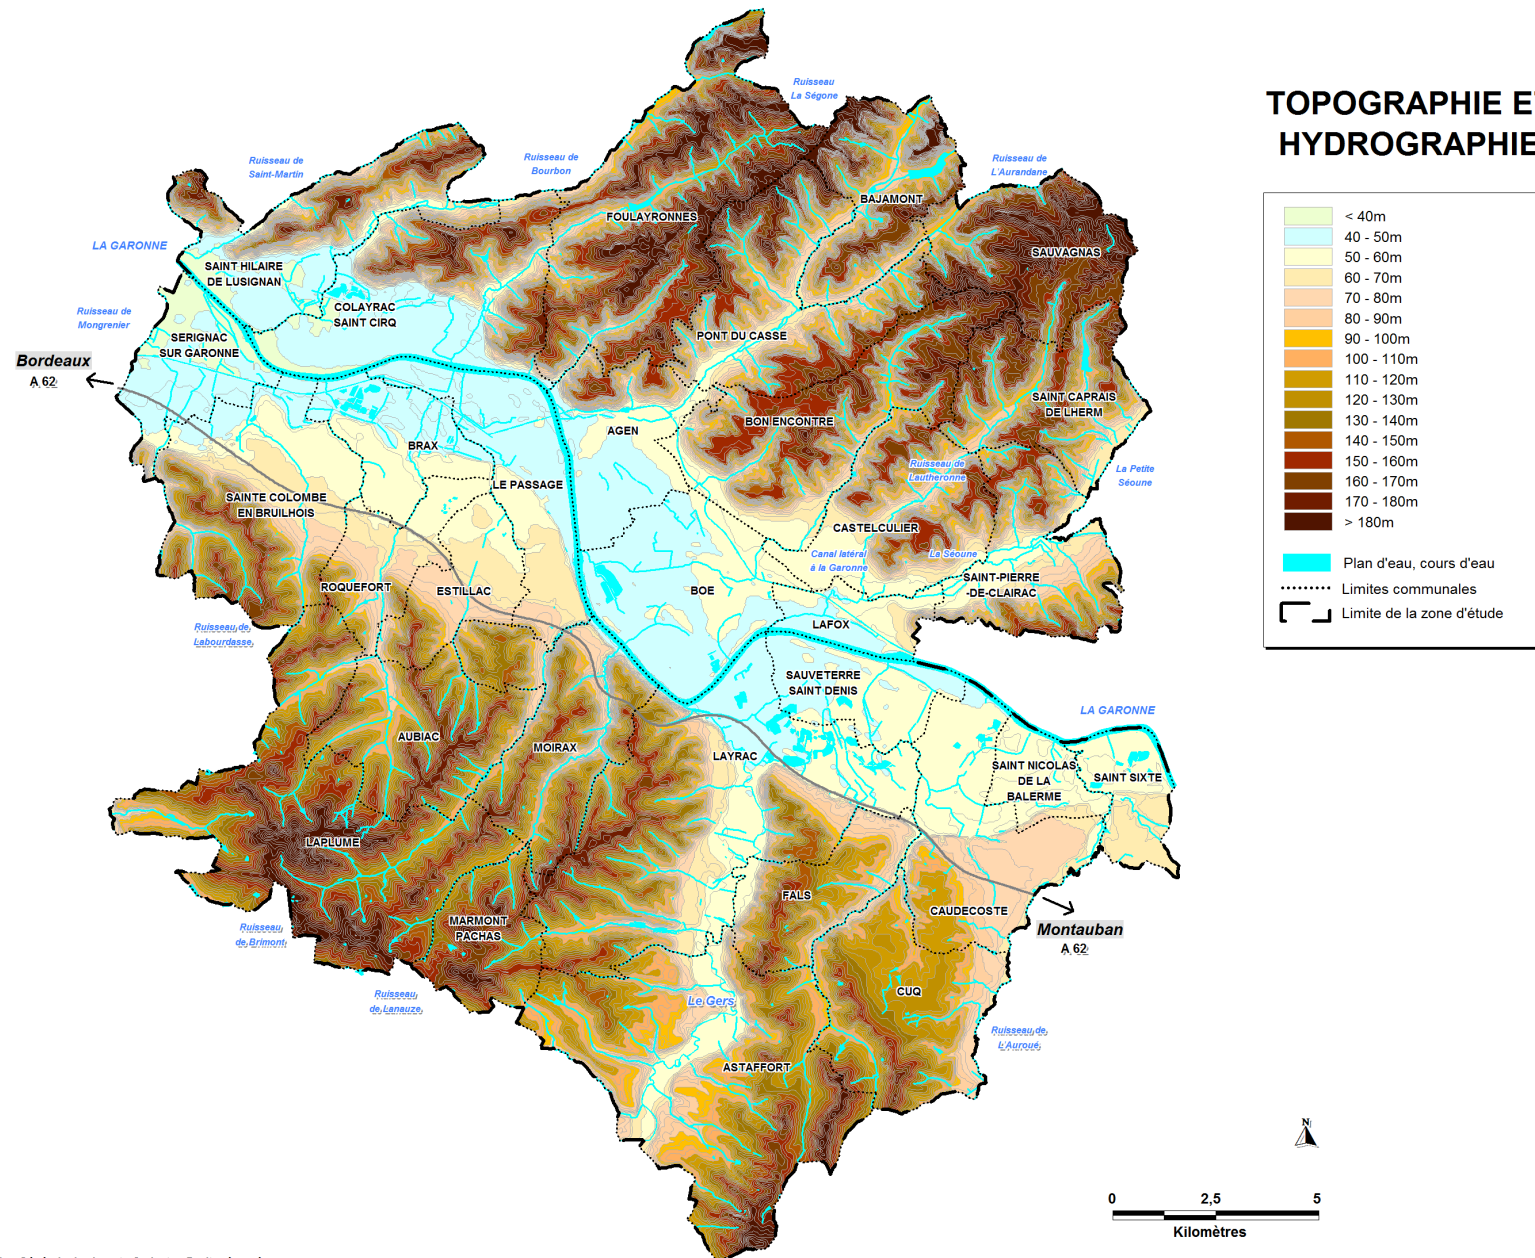 TOPOGRAPHIE E
HYDROGRAPHIE
< 40m
40 - 50m
50 - 60m
60 - 70m
70 - 80m
80 - 90m
90 - 100m
100 - 110m
110 - 120m
120 - 130m
130 - 140m
140 - 150m
150 - 160m
160 - 170m
170 - 180m
> 180m
Plan d'eau, cours d'eau
Limites communales
Limite de la zone d'étude
Ruisseau
La Ségone
Ruisseau de
Saint-Martin
Ruisseau de
Bourbon
Ruisseau de
L'Aurandane
BAJAMONT
FOULAYRONNES
LA GARONNE
SAUVAGNAS
SAINT HILAIRE
DE LUSIGNAN
COLAYRAC
SAINT CIRQ
Ruisseau de
Mongrenier
SERIGNAC
SUR GARONNE
PONT DU CASSE
Bordeaux
A 62
SAINT CAPRAIS
DE LHERM
BON ENCONTRE
AGEN
BRAX
Ruisseau de
Lautheronne
La Petite
Séoune
LE PASSAGE
SAINTE COLOMBE
EN BRUILHOIS
CASTELCULIER
Canal latéral
à la Garonne
La Séoune
SAINT-PIERRE
-DE-CLAIRAC
ROQUEFORT
ESTILLAC
BOE
LAFOX
Ruisseau de
Labourdasse
SAUVETERRE
SAINT DENIS
LA GARONNE
AUBIAC
MOIRAX
LAYRAC
SAINT NICOLAS
DE LA
BALERME
SAINT SIXTE
LAPLUME
FALS
CAUDECOSTE
MARMONT
PACHAS
Ruisseau
de Brimont
Montauban
A 62
Ruisseau
de Lanauze
Le Gers
CUQ
Ruisseau de
L'Auroué
ASTAFFORT
N
0 2,5 5
Kilomètres